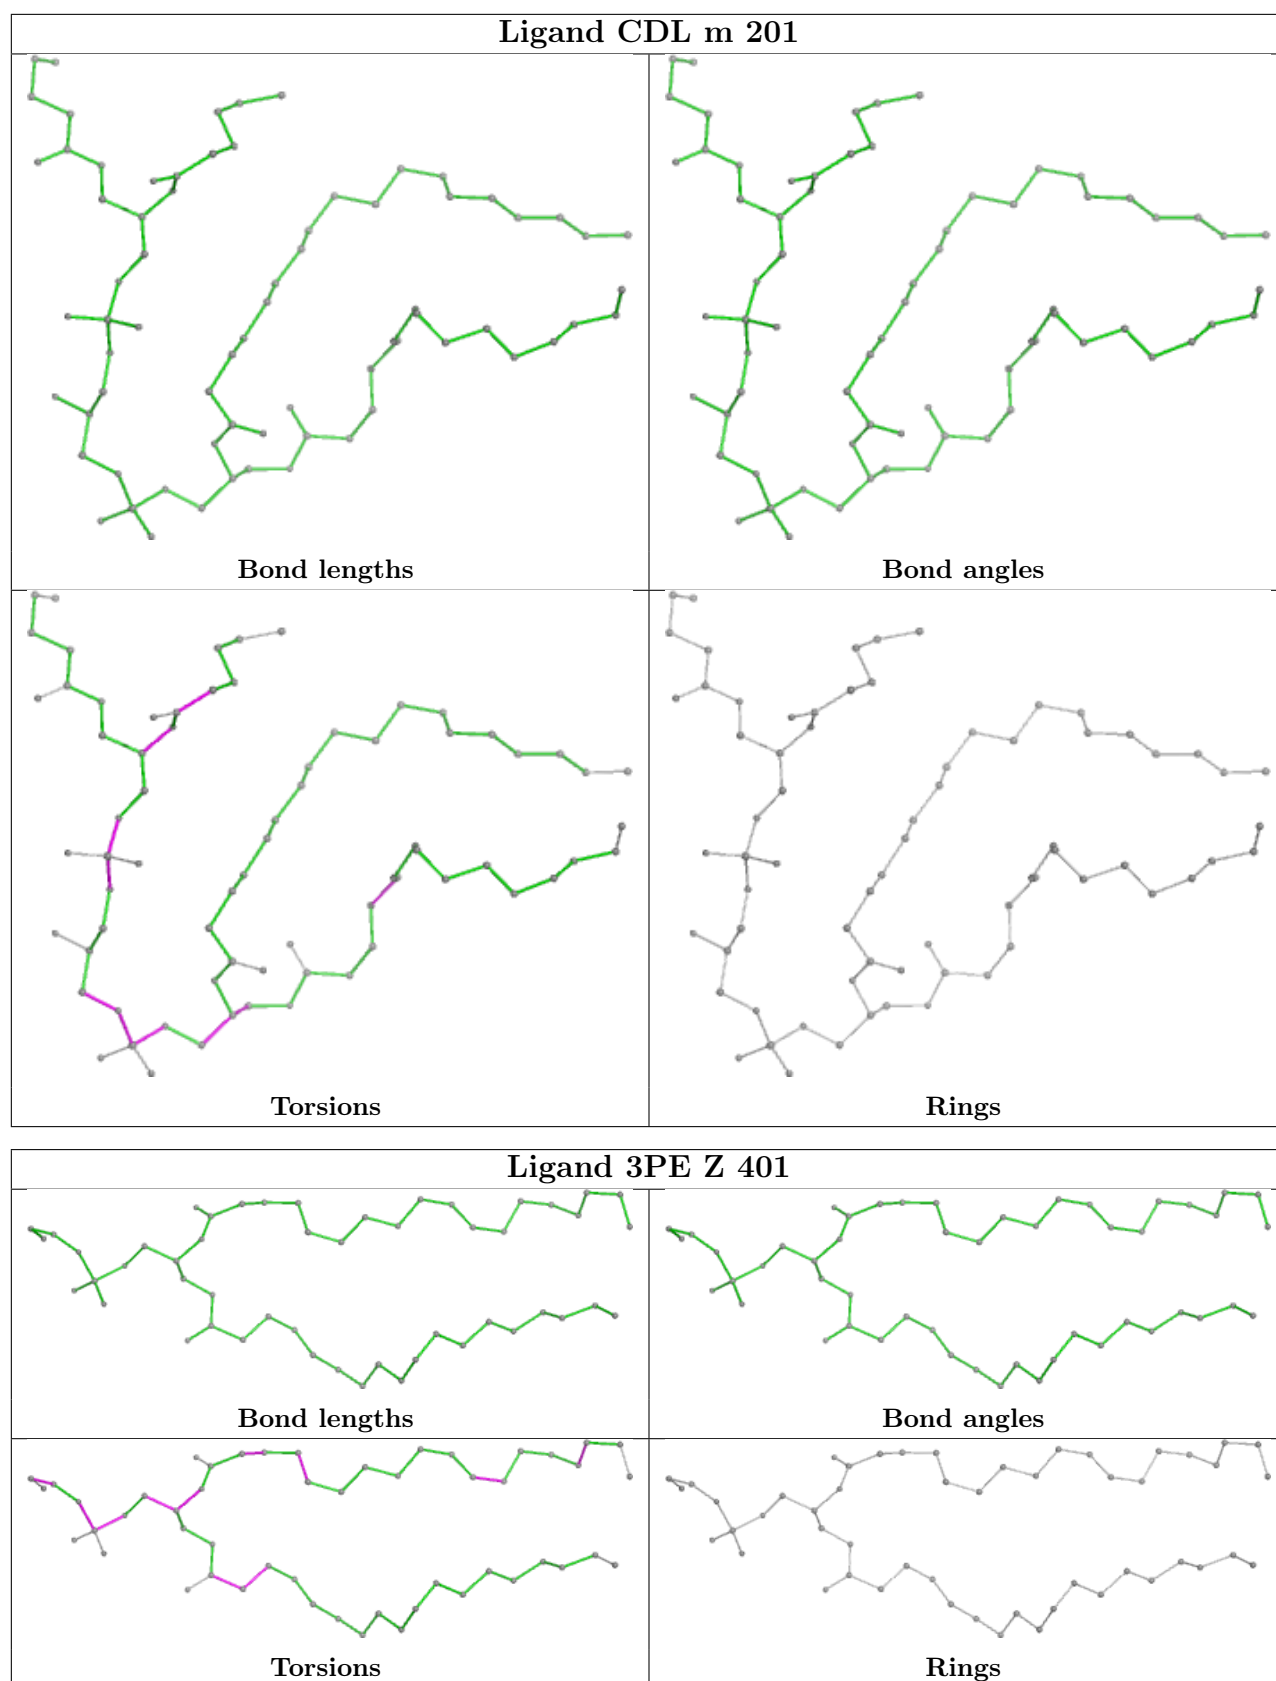 Ligand CDL m 201
Bond lengths
Bond angles
Torsions
Rings
Ligand 3PE Z 401
Bond lengths
Bond angles
Torsions
Rings